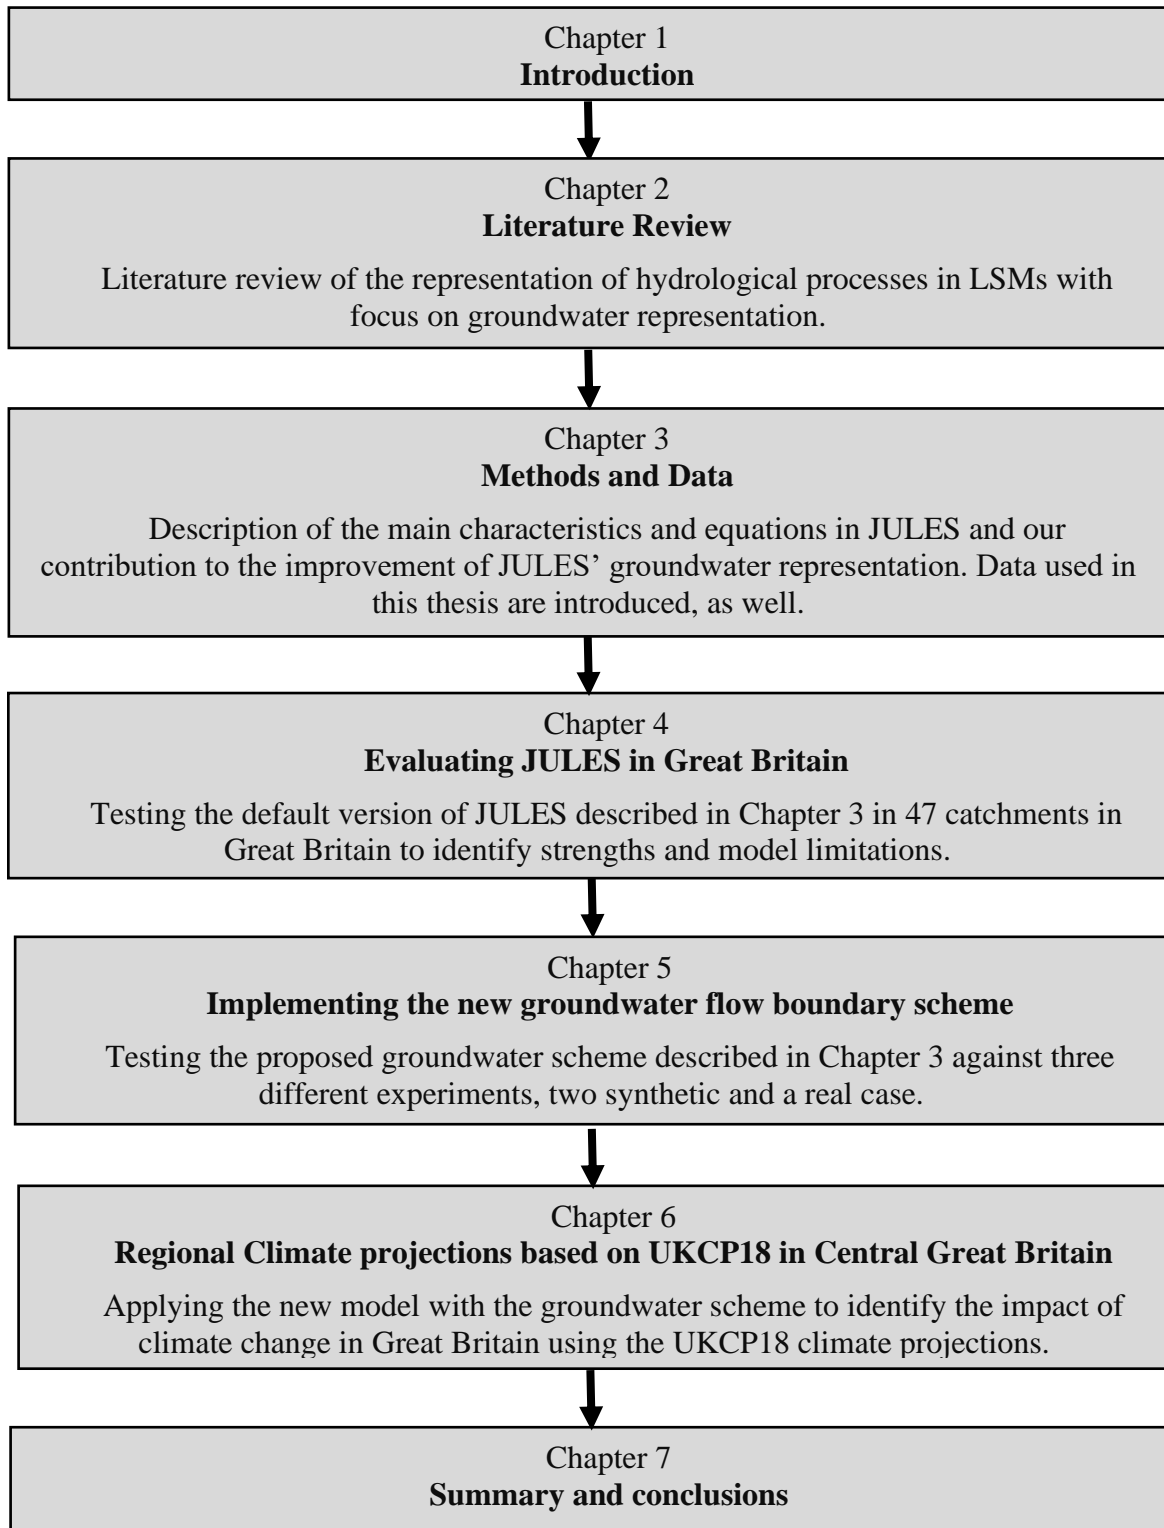 Chapter 1
Introduction
Chapter 2
Literature Review
Literature review of the representation of hydrological processes in LSMs with
focus on groundwater representation.
Chapter 3
Methods and Data
Description of the main characteristics and equations in JULES and our
contribution to the improvement of JULES’ groundwater representation. Data used in
this thesis are introduced, as well.
Chapter 4
Evaluating JULES in Great Britain
Testing the default version of JULES described in Chapter 3 in 47 catchments in
Great Britain to identify strengths and model limitations.
Chapter 5
Implementing the new groundwater flow boundary scheme
Testing the proposed groundwater scheme described in Chapter 3 against three
different experiments, two synthetic and a real case.
Chapter 6
Regional Climate projections based on UKCP18 in Central Great Britain
Applying the new model with the groundwater scheme to identify the impact of
climate change in Great Britain using the UKCP18 climate projections.
Chapter 7
Summary and conclusions